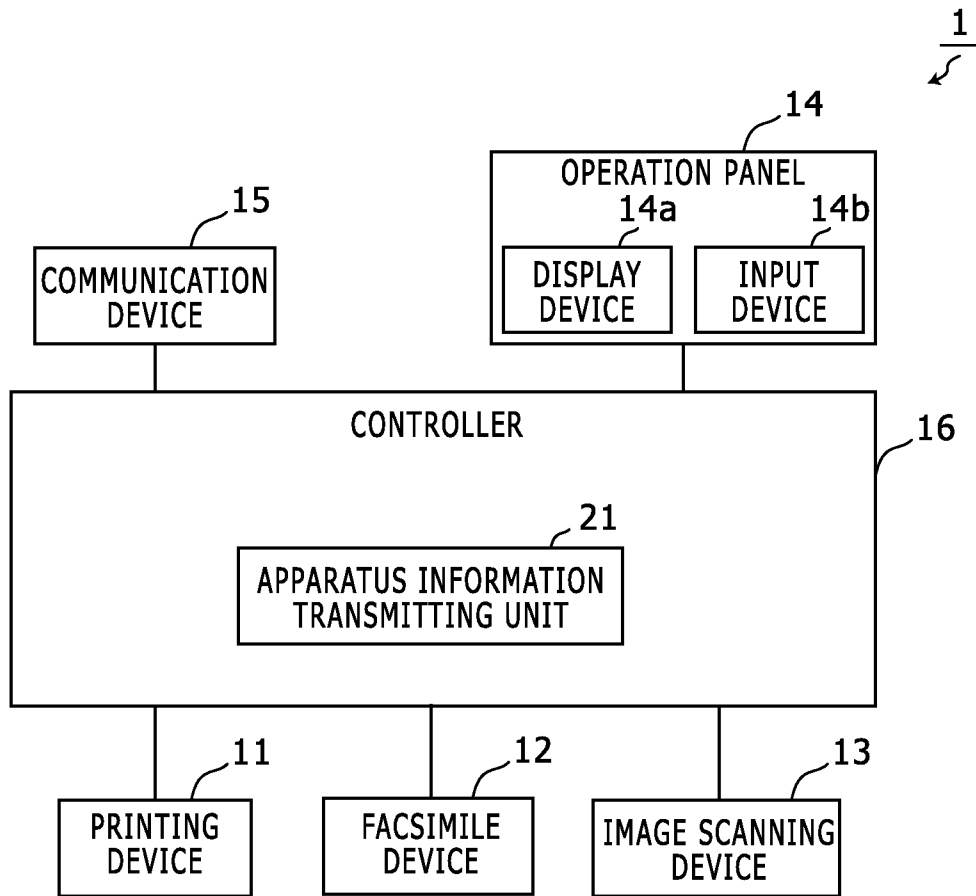 1
14
OPERATION PANEL
15
14a
14b
COMMUNICATION
DEVICE
DISPLAY
DEVICE
INPUT
DEVICE
CONTROLLER
16
21
APPARATUS INFORMATION
TRANSMITTING UNIT
11
12
13
PRINTING
DEVICE
FACSIMILE
DEVICE
IMAGE SCANNING
DEVICE